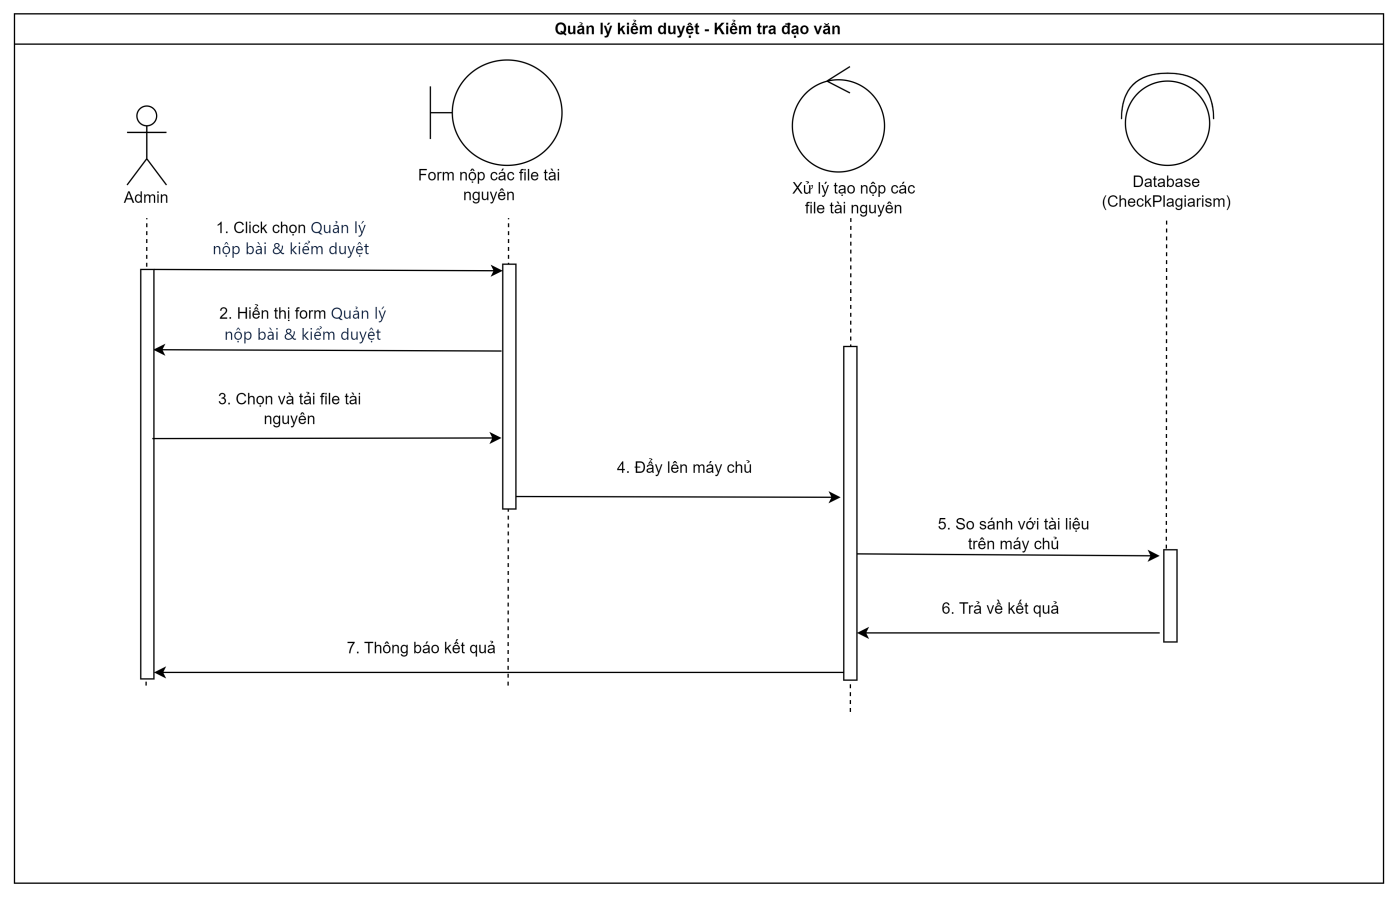 Quản lý kiểm duyệt - Kiểm tra đạo văn
Admin
Form nộp các file tài
nguyên
Xử lý tạo nộp các
file tài nguyên
Database
(CheckPlagiarism)
1. Click chọn Quản lý
nộp bài & kiểm duyệt
2. Hiển thị form Quản lý
nộp bài & kiểm duyệt
3. Chọn và tải file tài
nguyên
4. Đẩy lên máy chủ
5. So sánh với tài liệu
trên máy chủ
6. Trả về kết quả
7. Thông báo kết quả